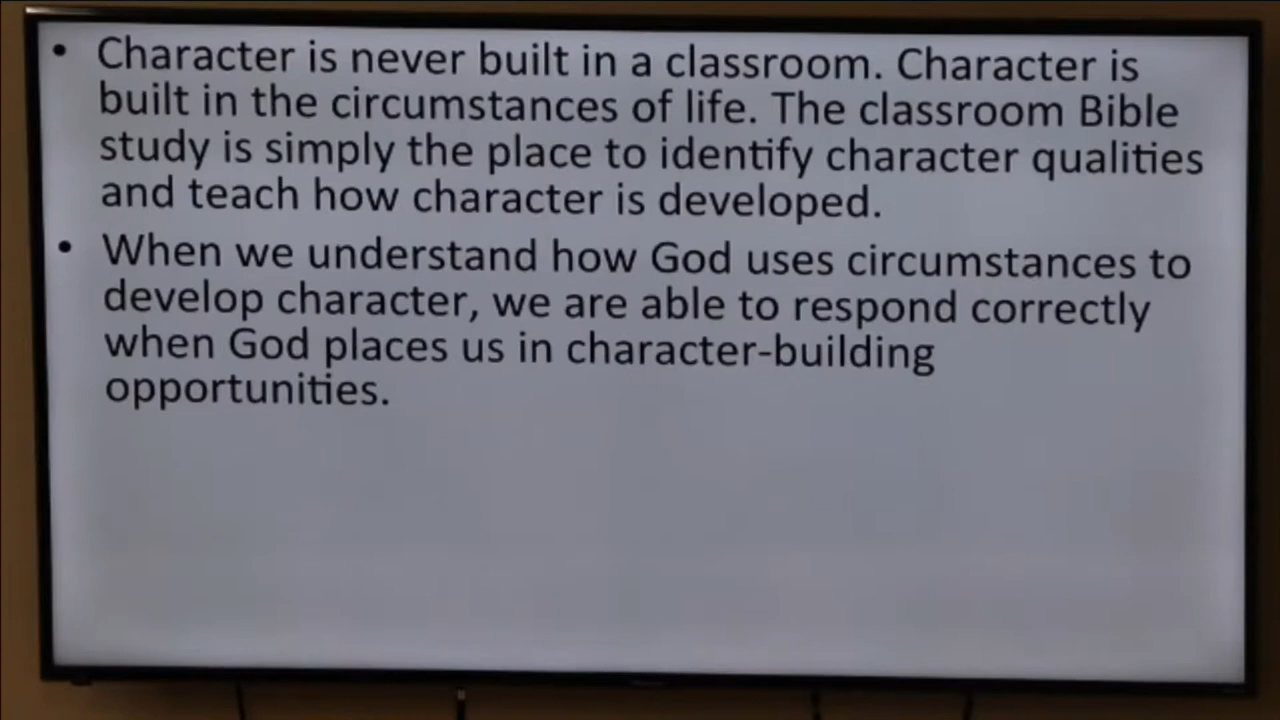 • Character is never built in a classroom. Character is
built in the circumstances of life. The classroom Bible
study is simply the place to identify character qualities
and teach how character is developed.
• When we understand how God uses circumstances to
develop character, we are able to respond correctly
when God places us in character-building
opportunities.